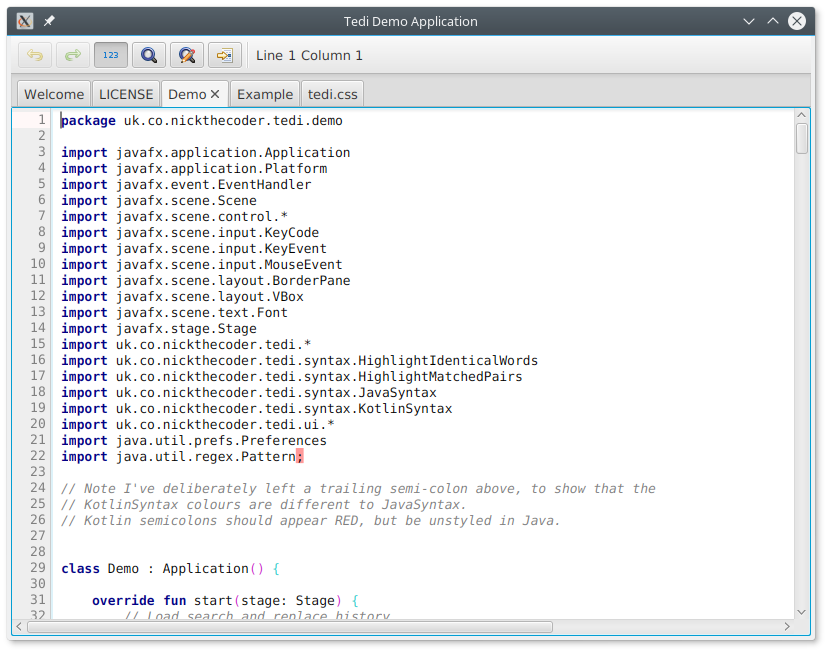 Tedi Demo Application
123 Line 1 Column 1
Welcome LICENSE Demo Example tedi.css
1 package uk.co.nickthecoder.tedi.demo
2
3 import javafx.application.Application
4 import javafx.application.Platform
5 import javafx.event.EventHandler
6 import javafx.scene.Scene
7 import javafx.scene.control.*
8 import javafx.scene.input.KeyCode
9 import javafx.scene.input.KeyEvent
10 import javafx.scene.input.MouseEvent
11 import javafx.scene.layout.BorderPane
12 import javafx.scene.layout.VBox
13 import javafx.scene.text.Font
14 import javafx.stage.Stage
15 import uk.co.nickthecoder.tedi.*
16 import uk.co.nickthecoder.tedi.syntax.HighlightIdenticalWords
17 import uk.co.nickthecoder.tedi.syntax.HighlightMatchedPairs
18 import uk.co.nickthecoder.tedi.syntax.JavaSyntax
19 import uk.co.nickthecoder.tedi.syntax.KotlinSyntax
20 import uk.co.nickthecoder.tedi.ui.*
21 import java.util.prefs.Preferences
22 import java.util.regex.Pattern;
23
24 // Note I've deliberately left a trailing semi-colon above, to show that the
25 // KotlinSyntax colours are different to JavaSyntax.
26 // Kotlin semicolons should appear RED, but be unstyled in Java.
27
28
29 class Demo : Application() {
30
31 override fun start(stage: Stage) {
32 // Load search and replace history